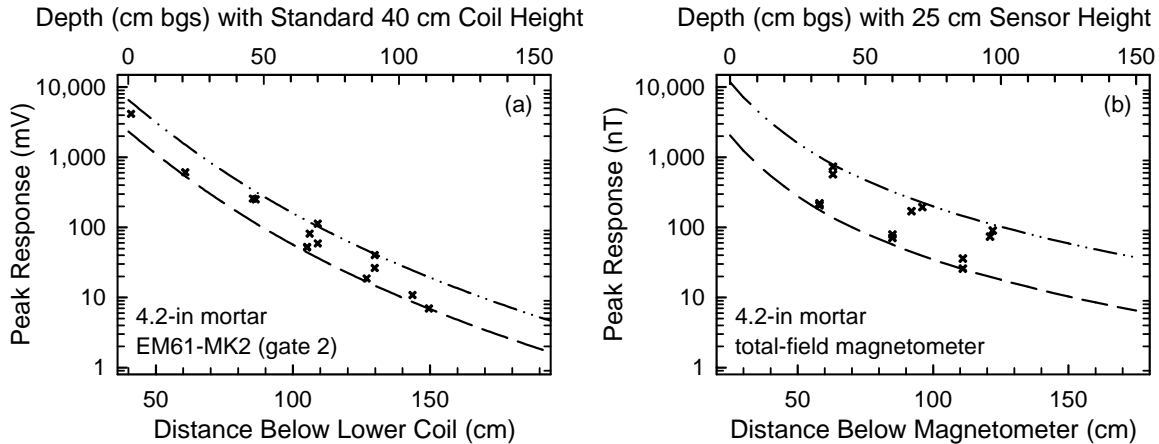 Depth (cm bgs) with Standard 40 cm Coil Height
0 50 100 150
10,000
1,000
100
10
1
Peak Response (mV)
(a)
4.2-in mortar
EM61-MK2 (gate 2)
50 100 150
Distance Below Lower Coil (cm)
Depth (cm bgs) with 25 cm Sensor Height
0 50 100 150
10,000
1,000
100
10
1
Peak Response (nT)
(b)
4.2-in mortar
total-field magnetometer
50 100 150
Distance Below Magnetometer (cm)